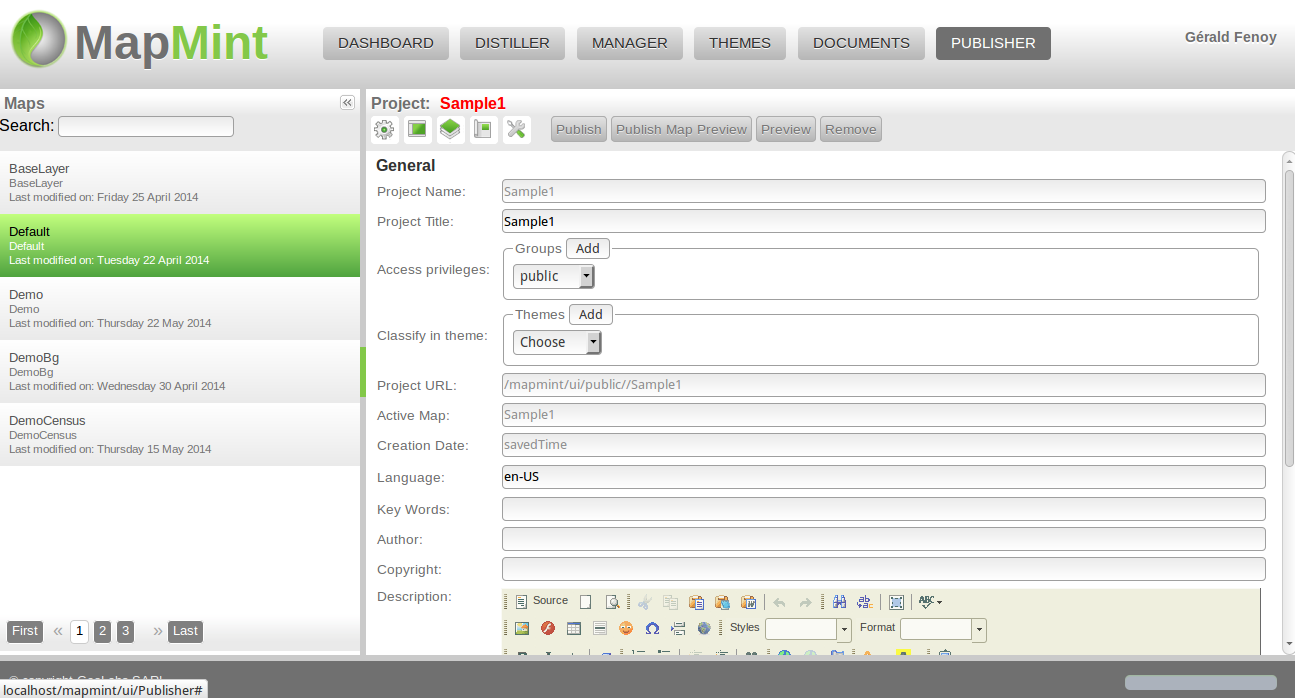 MapMint
DASHBOARD DISTILLER MANAGER THEMES DOCUMENTS PUBLISHER
Gérald Fenoy
Maps
Search:
BaseLayer
BaseLayer
Last modified on: Friday 25 April 2014
Default
Default
Last modified on: Tuesday 22 April 2014
Demo
Demo
Last modified on: Thursday 22 May 2014
DemoBg
DemoBg
Last modified on: Wednesday 30 April 2014
DemoCensus
DemoCensus
Last modified on: Thursday 15 May 2014
First « 1 2 3 » Last
Project: Sample1
Publish Publish Map Preview Preview Remove
General
Project Name: Sample1
Project Title: Sample1
Access privileges: Groups Add
public
Classify in theme: Themes Add
Choose
Project URL: /mapmint/ui/public//Sample1
Active Map: Sample1
Creation Date: savedTime
Language: en-US
Key Words:
Author:
Copyright:
Description:
Source
Styles Format
localhost/mapmint/ui/Publisher#